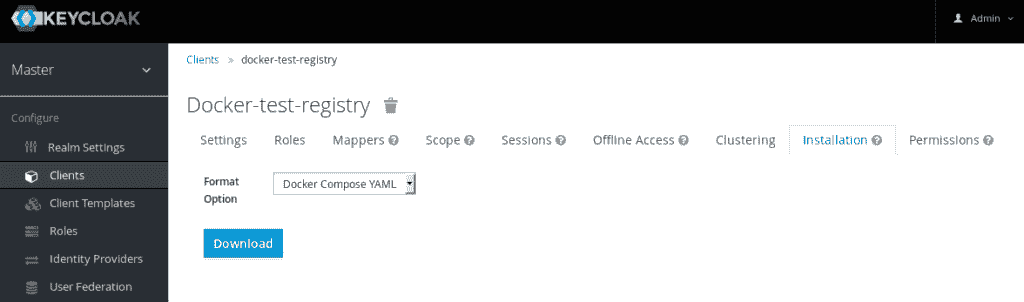 KEYCLOAK
Admin
Master
Clients » docker-test-registry
Docker-test-registry
Configure
Settings Roles Mappers Scope Sessions Offline Access Clustering Installation Permissions
Realm Settings
Clients
Client Templates
Roles
Identity Providers
User Federation
Format
Option
Docker Compose YAML
Download